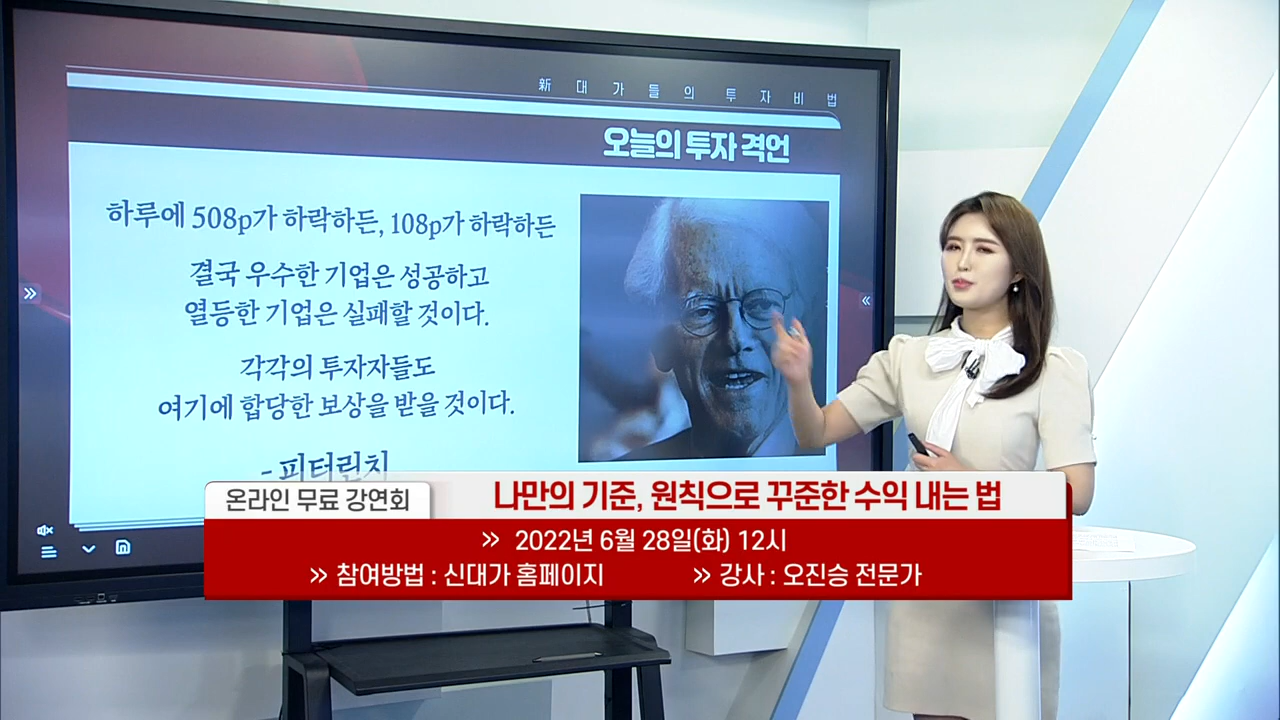 新 대 가 들 의 투 자 비 법
오늘의 투자 격언
하루에 508p가 하락하든, 108p가 하락하든
결국 우수한 기업은 성공하고
열등한 기업은 실패할 것이다.
각각의 투자자들도
여기에 합당한 보상을 받을 것이다.
- 피터린치
온라인 무료 강연회
나만의 기준, 원칙으로 꾸준한 수익 내는 법
» 2022년 6월 28일(화) 12시
» 참여방법 : 신대가 홈페이지
» 강사 : 오진승 전문가